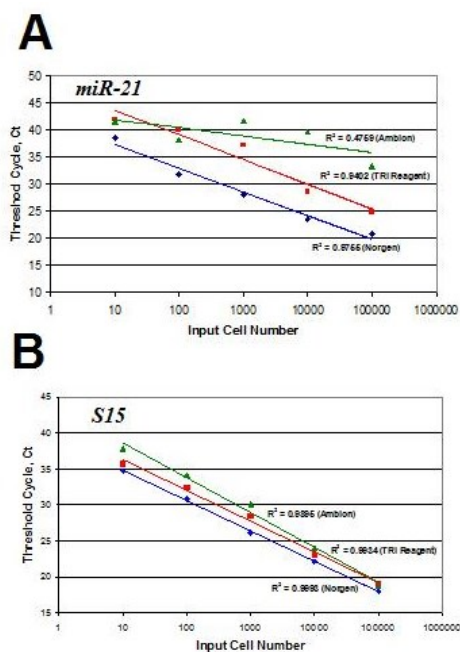 A
miR-21
Threshod Cycle, Ct
50
45
40
35
30
25
20
15
10
R² = 0.4759 (Ambion)
R² = 0.9402 (TRI Reagent)
R² = 0.9755 (Norgen)
1 10 100 1000 10000 100000 1000000
Input Cell Number
B
S15
Threshold Cycle, Ct
45
40
35
30
25
20
15
R² = 0.9895 (Ambion)
R² = 0.9934 (TRI Reagent)
R² = 0.9993 (Norgen)
1 10 100 1000 10000 100000 1000000
Input Cell Number